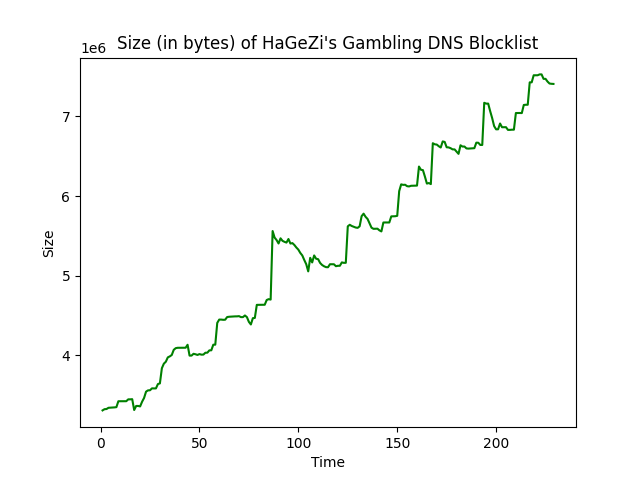 Size (in bytes) of HaGeZi's Gambling DNS Blocklist
1e6
7
6
5
4
Size
0 50 100 150 200
Time